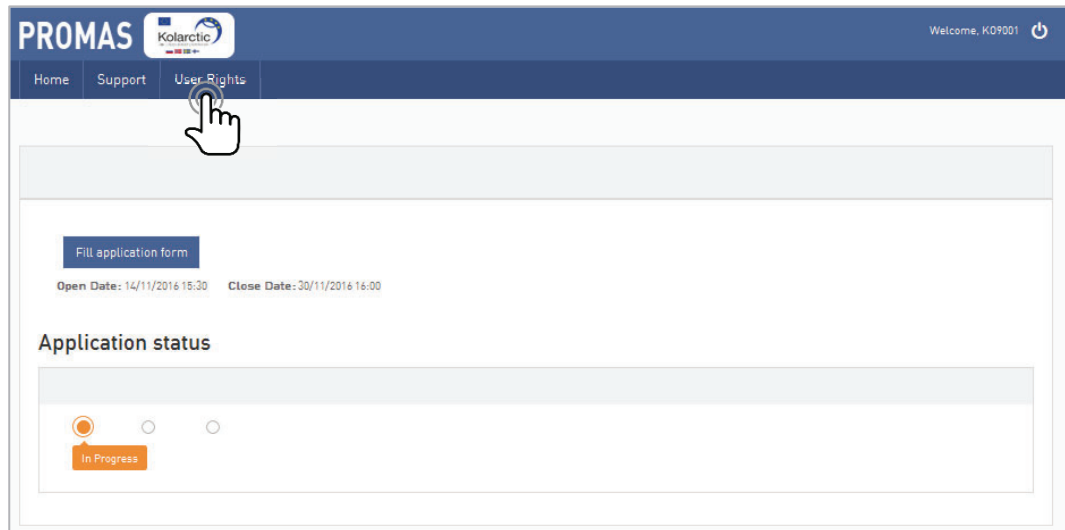 PROMAS Kolarctic
Welcome, KO9001
Home Support User Rights
Fill application form
Open Date: 14/11/2016 15:30 Close Date: 30/11/2016 16:00
Application status
In Progress